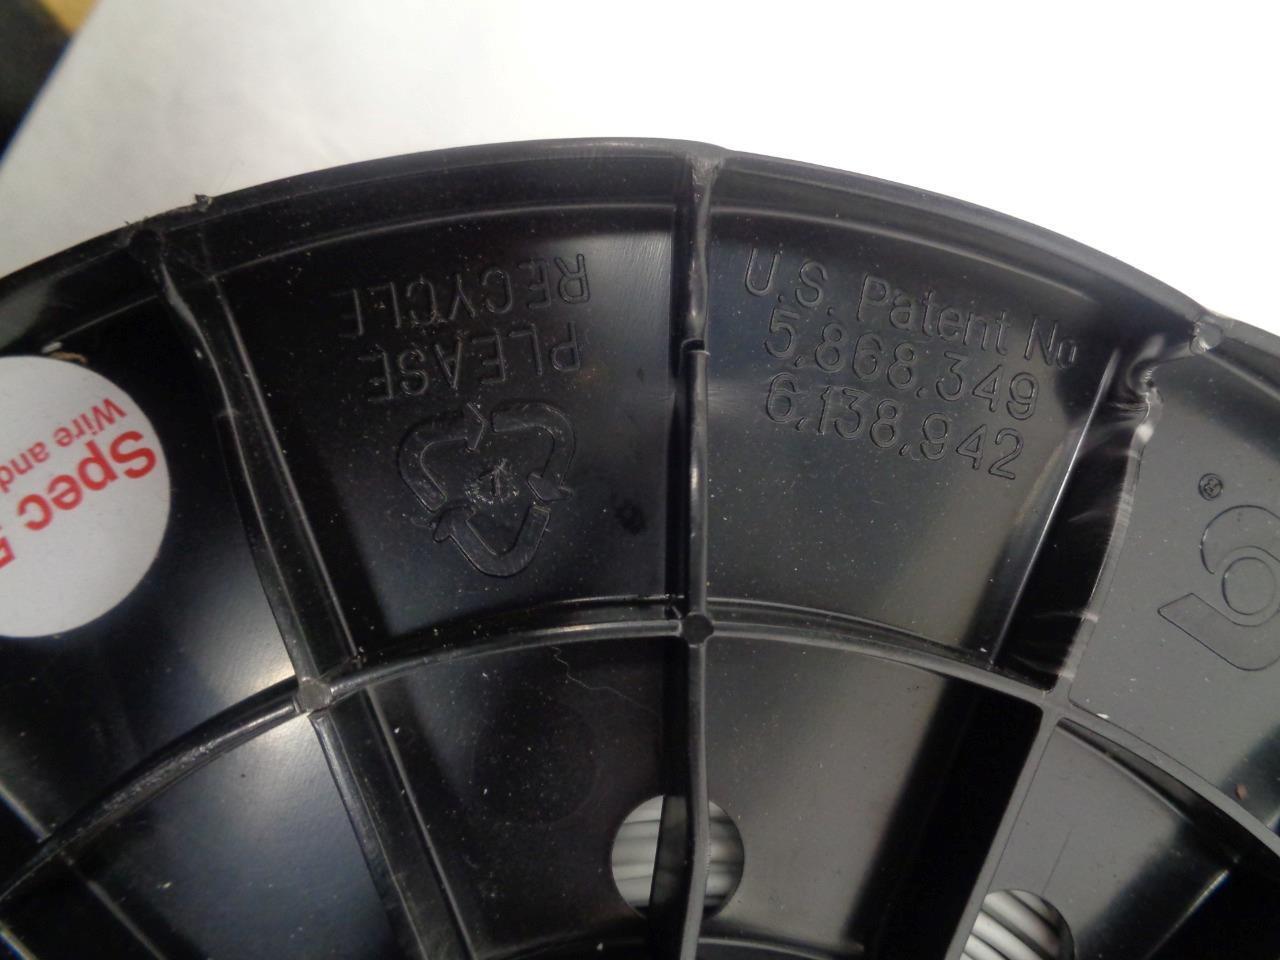 PLEASE
RECYCLE
U.S. Patent No
5,868,349
6,138,942
®
Spec
Wire and